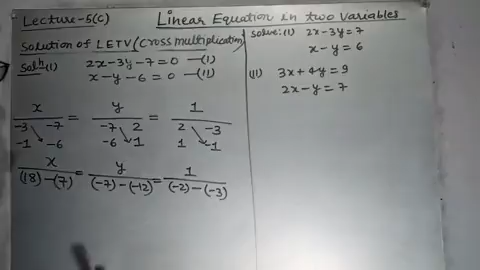 Lecture-5(C)
Linear Equation in two Variables
Solution of LETV (Cross multiplication)
Solⁿ (I) 2x-3y-7=0 —(I)
x-y-6=0 —(II)
x/ = y/ = 1/
-3 -7 -7 2 2 -3
-1 -6 -6 1 1 -1
x/(18)-(7) = y/(-7)-(-12) = 1/(-2)-(-3)
Solve: (I) 2x-3y=7
x-y=6
(II) 3x+4y=9
2x-y=7